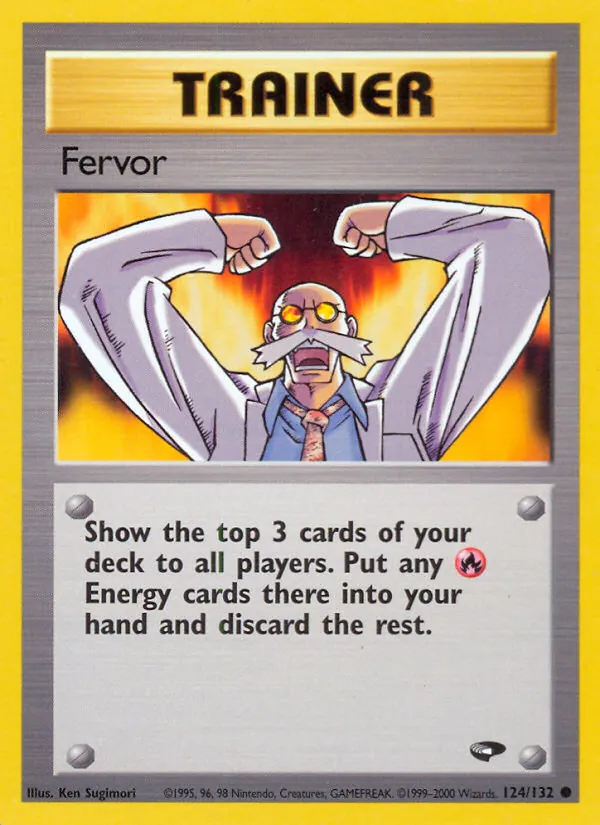 TRAINER
Fervor
Show the top 3 cards of your
deck to all players. Put any
Energy cards there into your
hand and discard the rest.
Illus. Ken Sugimori ©1995, 96, 98 Nintendo, Creatures, GAMEFREAK. ©1999-2000 Wizards. 124/132